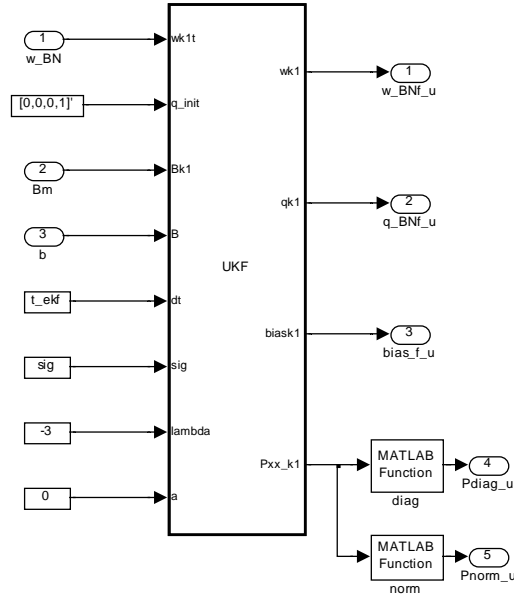 1
w_BN
wk1t
[0,0,0,1]'
q_init
2
Bm
Bk1
3
b
B
t_ekf
dt
sig
sig
-3
lambda
0
a
UKF
wk1
1
w_BNf_u
qk1
2
q_BNf_u
biask1
3
bias_f_u
Pxx_k1
MATLAB
Function
diag
4
Pdiag_u
MATLAB
Function
norm
5
Pnorm_u